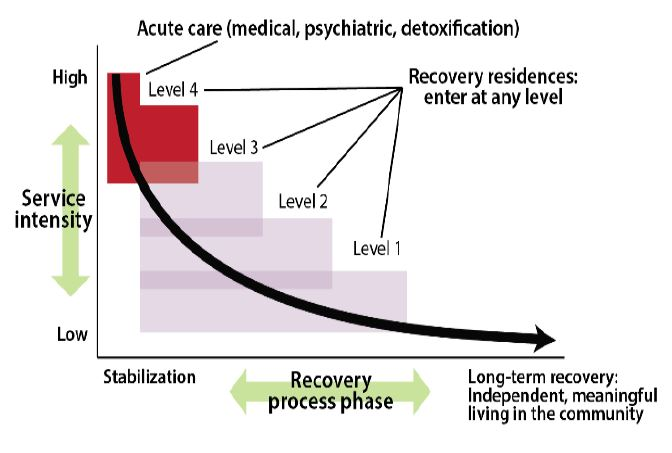 Acute care (medical, psychiatric, detoxification)
High
Level 4
Recovery residences:
enter at any level
Level 3
Service
intensity
Level 2
Level 1
Low
Stabilization
Recovery
process phase
Long-term recovery:
Independent, meaningful
living in the community